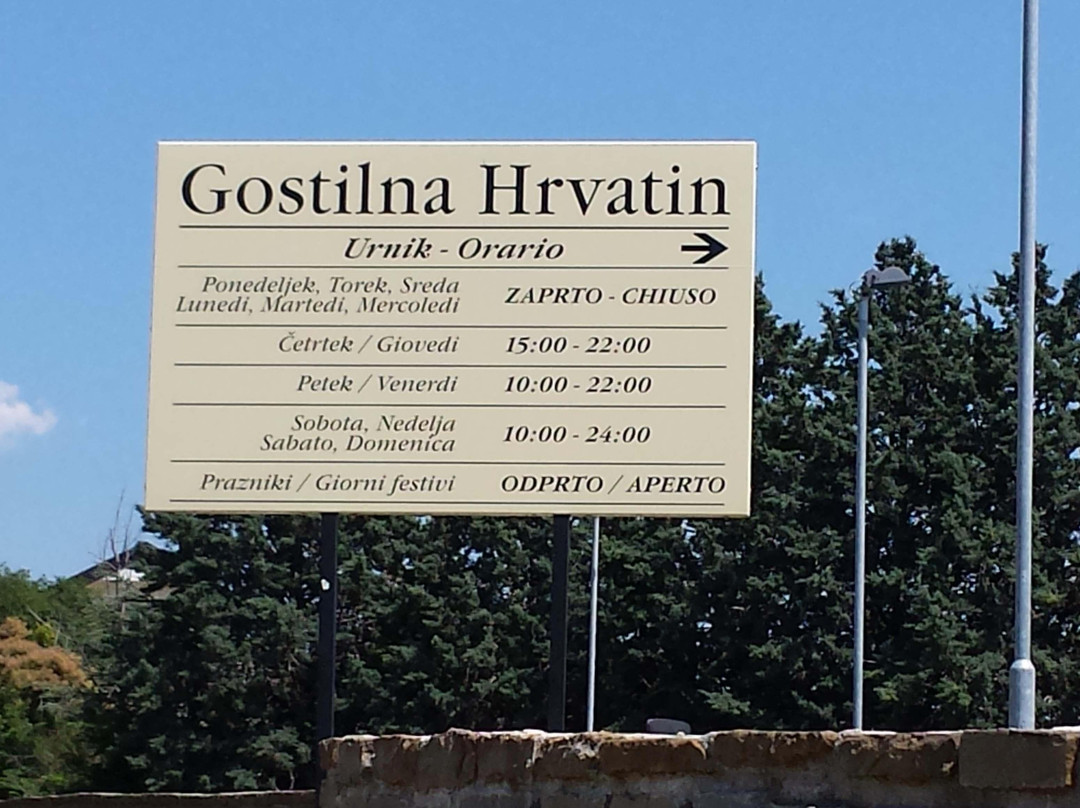 Gostilna Hrvatin
Urnik - Orario
Ponedeljek, Torek, Sreda
Lunedi, Martedi, Mercoledi
ZAPRTO - CHIUSO
Četrtek / Giovedi 15:00 - 22:00
Petek / Venerdi 10:00 - 22:00
Sobota, Nedelja
Sabato, Domenica
10:00 - 24:00
Prazniki / Giorni festivi ODPRTO / APERTO